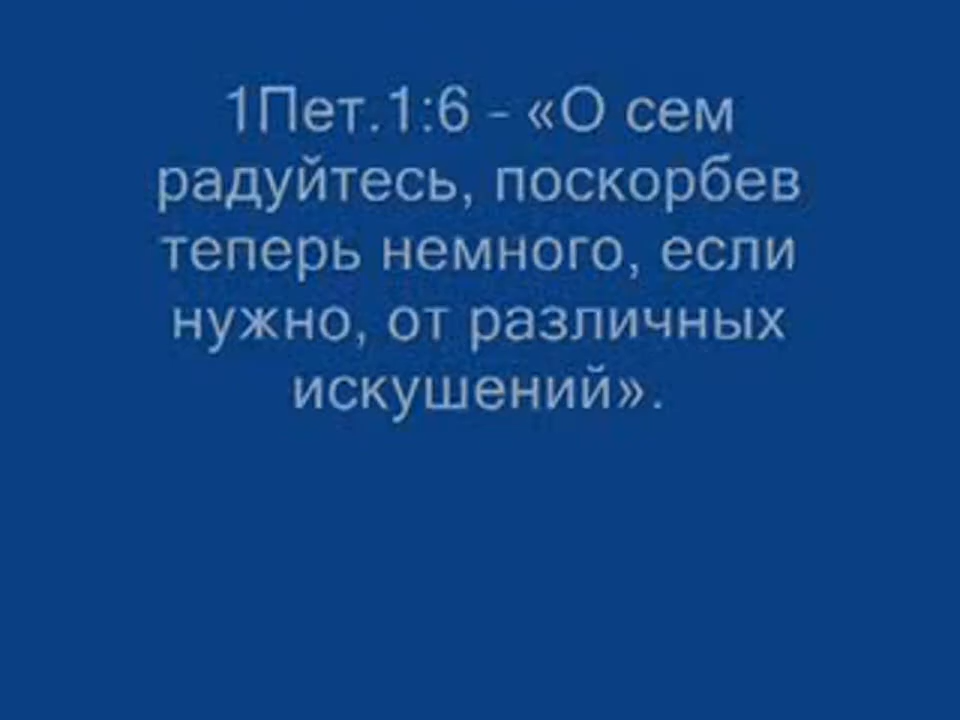 1Пет.1:6 - «О сем
радуйтесь, поскорбев
теперь немного, если
нужно, от различных
искушений».